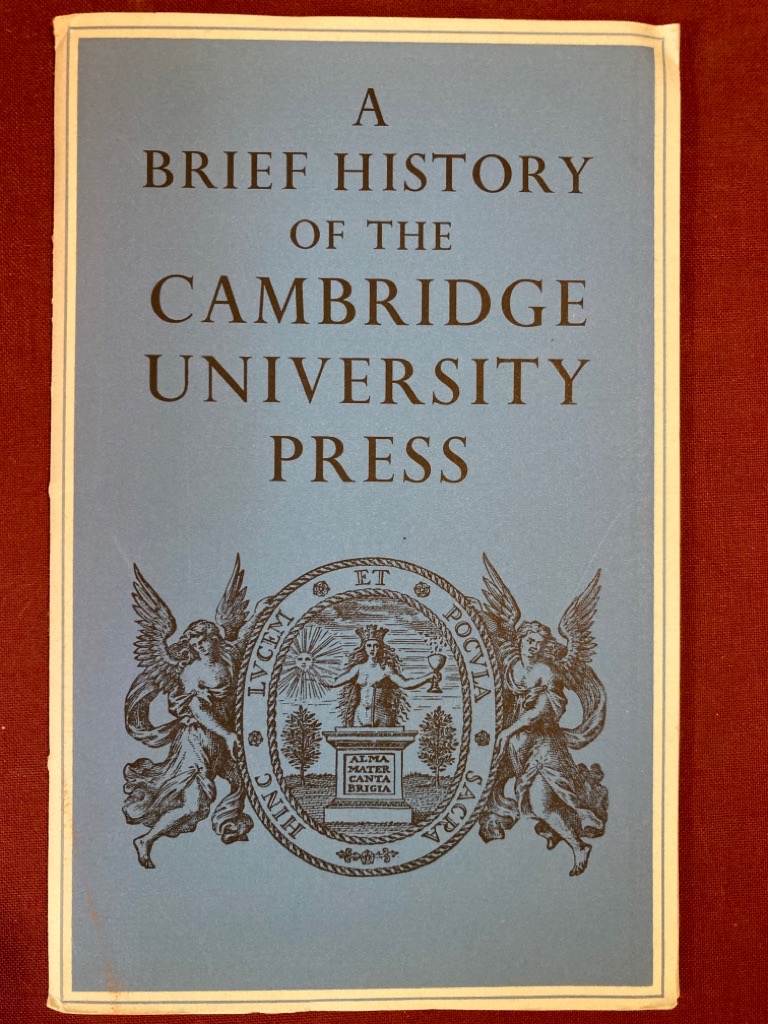 A
BRIEF HISTORY
OF THE
CAMBRIDGE
UNIVERSITY
PRESS
HINC LVCEM ET POCVLA SACRA
ALMA
MATER
CANTA
BRIGIA